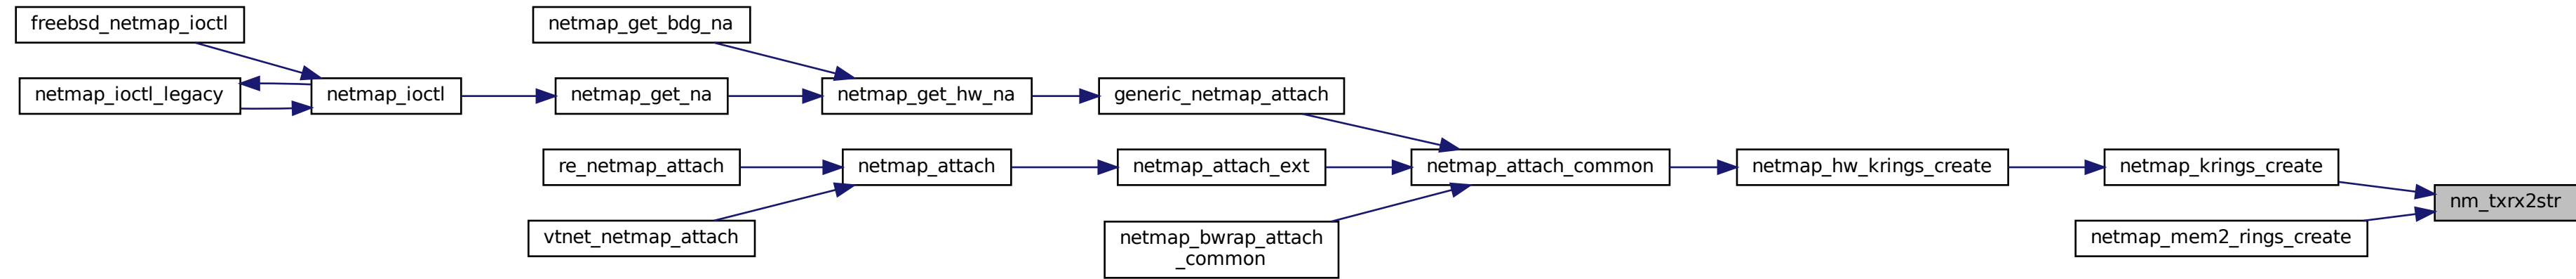 freebsd_netmap_ioctl
netmap_get_bdg_na
netmap_ioctl_legacy
netmap_ioctl
netmap_get_na
netmap_get_hw_na
generic_netmap_attach
re_netmap_attach
netmap_attach
netmap_attach_ext
netmap_attach_common
netmap_hw_krings_create
netmap_krings_create
nm_txrx2str
vtnet_netmap_attach
netmap_bwrap_attach
_common
netmap_mem2_rings_create